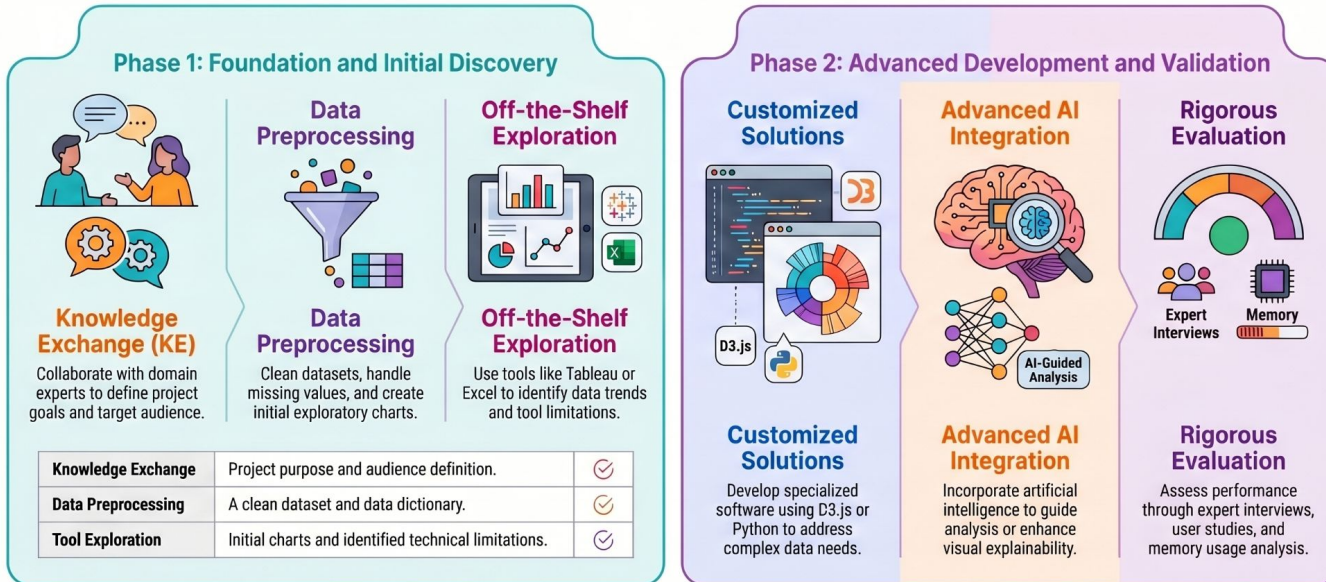 Phase 1: Foundation and Initial Discovery
Knowledge
Exchange (KE)
Collaborate with domain
experts to define project
goals and target audience.
Data
Preprocessing
Data
Preprocessing
Clean datasets, handle
missing values, and create
initial exploratory charts.
Off-the-Shelf
Exploration
Off-the-Shelf
Exploration
Use tools like Tableau or
Excel to identify data trends
and tool limitations.
Knowledge Exchange Project purpose and audience definition.
Data Preprocessing A clean dataset and data dictionary.
Tool Exploration Initial charts and identified technical limitations.
Phase 2: Advanced Development and Validation
Customized
Solutions
D3.js
Customized
Solutions
Develop specialized
software using D3.js or
Python to address
complex data needs.
Advanced AI
Integration
AI-Guided
Analysis
Advanced AI
Integration
Incorporate artificial
intelligence to guide
analysis or enhance
visual explainability.
Rigorous
Evaluation
Expert
Interviews
Memory
Rigorous
Evaluation
Assess performance
through expert interviews,
user studies, and
memory usage analysis.